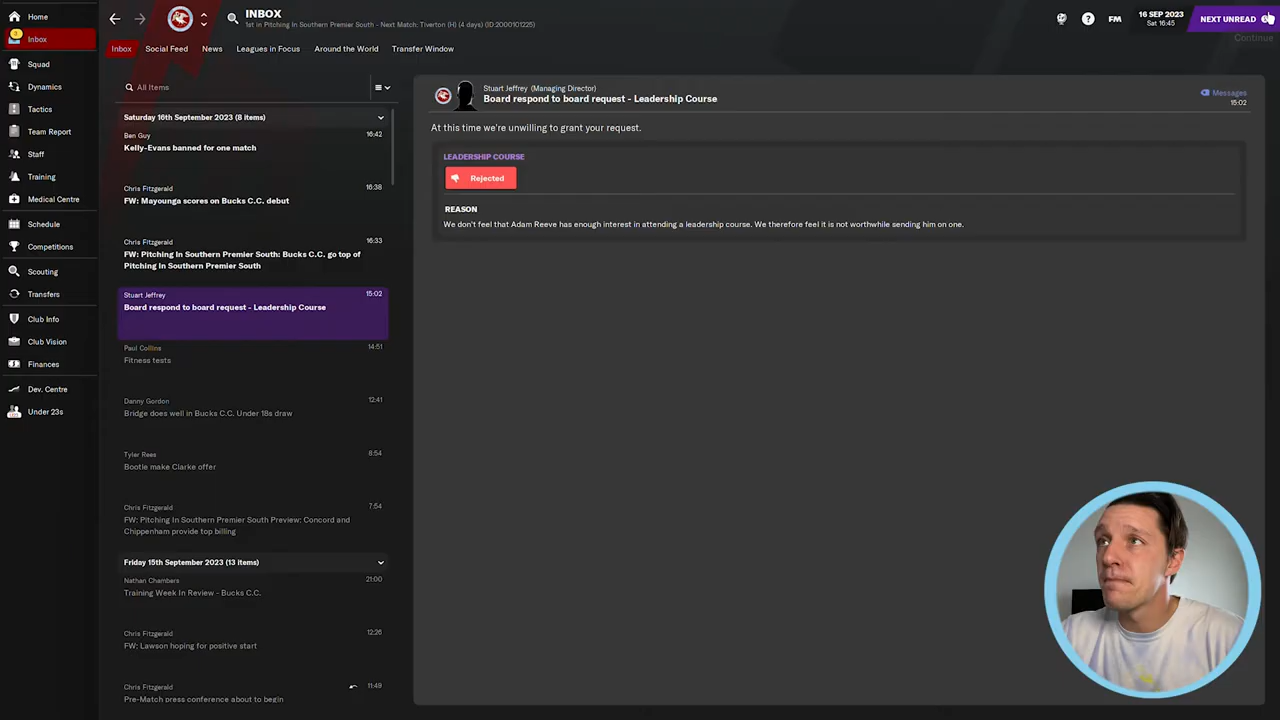 Home
INBOX
1st in Pitching In Southern Premier South - Next Match: Tiverton (H) (4 days) (ID:2000101225)
FM
16 SEP 2023
Sat 16:45
NEXT UNREAD
Continue
3
Inbox
Squad
Dynamics
Tactics
Team Report
Staff
Training
Medical Centre
Schedule
Competitions
Scouting
Transfers
Club Info
Club Vision
Finances
Dev. Centre
Under 23s
Inbox
Social Feed
News
Leagues in Focus
Around the World
Transfer Window
All Items
Saturday 16th September 2023 (8 items)
Ben Guy
16:42
Kelly-Evans banned for one match
Chris Fitzgerald
16:38
FW: Mayounga scores on Bucks C.C. debut
Chris Fitzgerald
16:33
FW: Pitching In Southern Premier South: Bucks C.C. go top of
Pitching In Southern Premier South
Stuart Jeffrey
15:02
Board respond to board request - Leadership Course
Paul Collins
14:51
Fitness tests
Danny Gordon
12:41
Bridge does well in Bucks C.C. Under 18s draw
Tyler Rees
8:54
Bootie make Clarke offer
Chris Fitzgerald
7:54
FW: Pitching In Southern Premier South Preview: Concord and
Chippenham provide top billing
Friday 15th September 2023 (13 items)
Nathan Chambers
21:00
Training Week In Review - Bucks C.C.
Chris Fitzgerald
12:26
FW: Lawson hoping for positive start
Chris Fitzgerald
11:49
Pre-Match press conference about to begin
Stuart Jeffrey (Managing Director)
Board respond to board request - Leadership Course
Messages
15:02
At this time we're unwilling to grant your request.
LEADERSHIP COURSE
Rejected
REASON
We don't feel that Adam Reeve has enough interest in attending a leadership course. We therefore feel it is not worthwhile sending him on one.